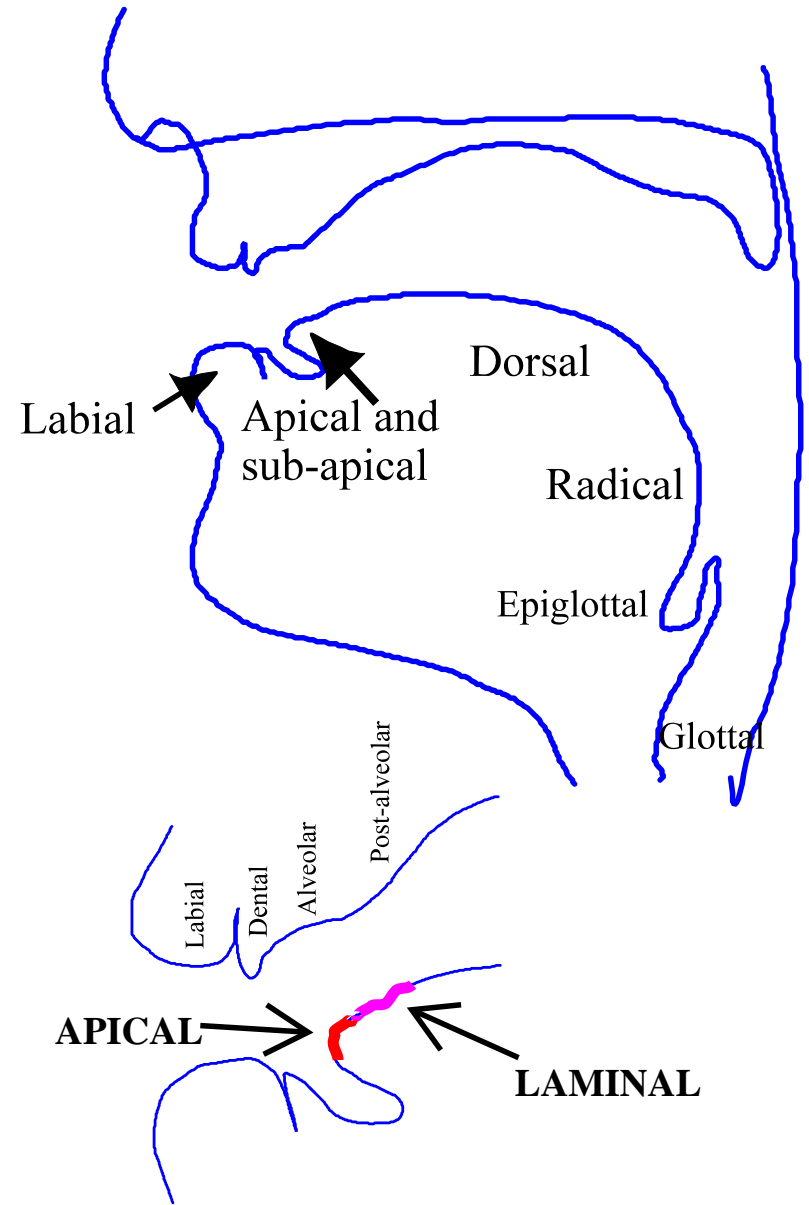 Dorsal
Labial
Apical and
sub-apical
Radical
Epiglottal
Glottal
Labial
Dental
Alveolar
Post-alveolar
APICAL
LAMINAL